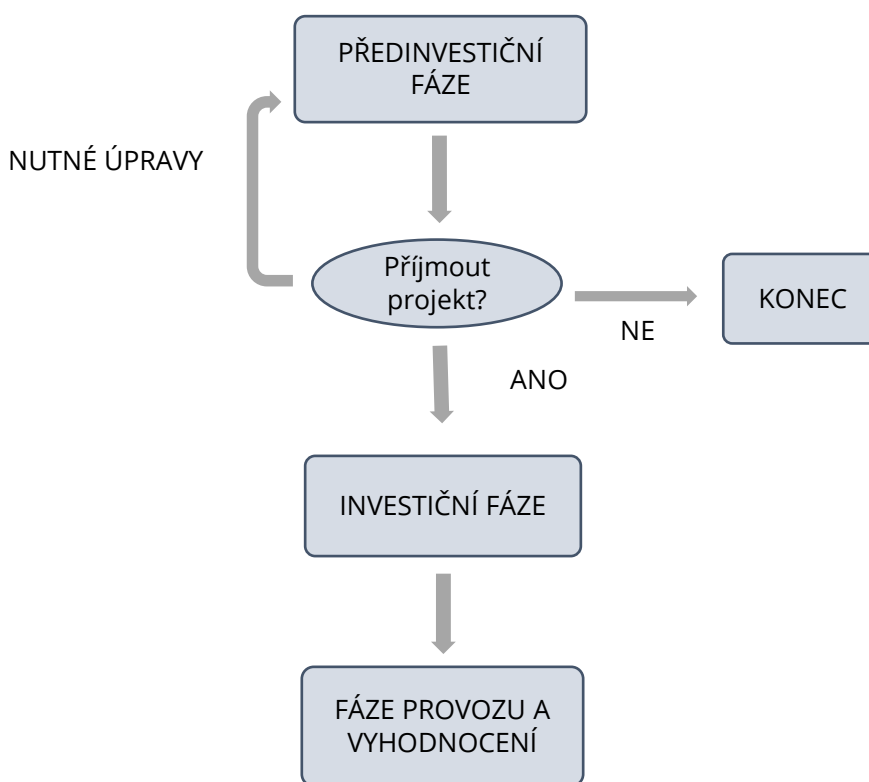 PŘEDINVESTIČNÍ
FÁZE
NUTNÉ ÚPRAVY
Příjmout
projekt?
KONEC
NE
ANO
INVESTIČNÍ FÁZE
FÁZE PROVOZU A
VYHODNOCENÍ